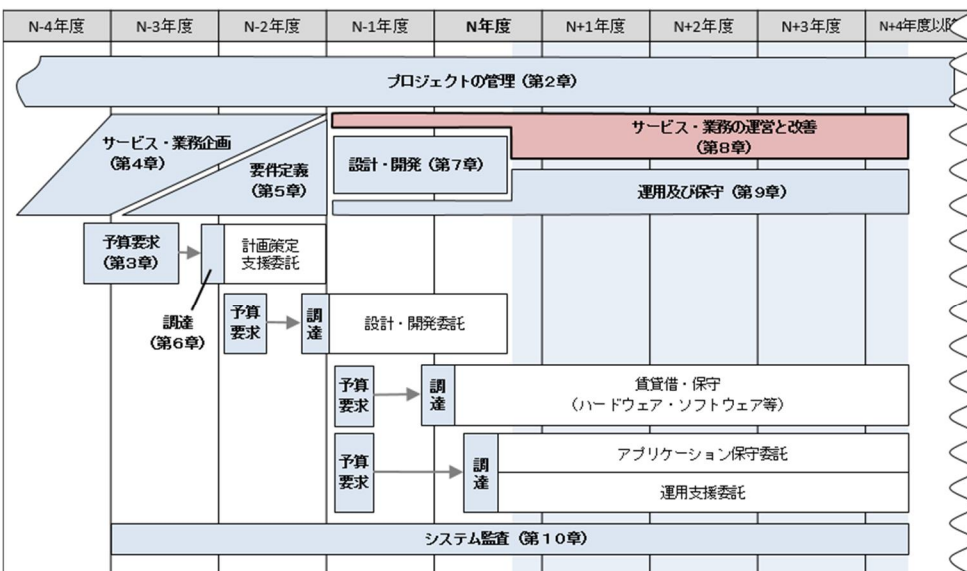 N-4年度
N-3年度
N-2年度
N-1年度
N年度
N+1年度
N+2年度
N+3年度
N+4年度以降
プロジェクトの管理（第２章）
サービス・業務企画
（第４章）
要件定義
（第５章）
設計・開発（第７章）
サービス・業務の運営と改善
（第８章）
運用及び保守（第９章）
予算要求
（第３章）
計画策定
支援委託
調達
（第６章）
予算
要求
調
達
設計・開発委託
予算
要求
調
達
賃貸借・保守
（ハードウェア・ソフトウェア等）
予算
要求
調
達
アプリケーション保守委託
運用支援委託
システム監査（第１０章）